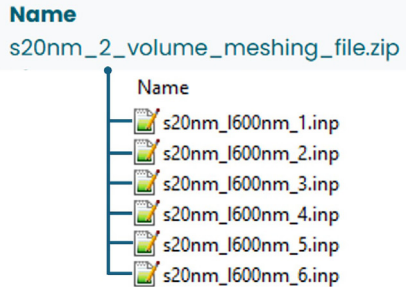 Name
s20nm_2_volume_meshing_file.zip
Name
s20nm_l600nm_1.inp
s20nm_l600nm_2.inp
s20nm_l600nm_3.inp
s20nm_l600nm_4.inp
s20nm_l600nm_5.inp
s20nm_l600nm_6.inp